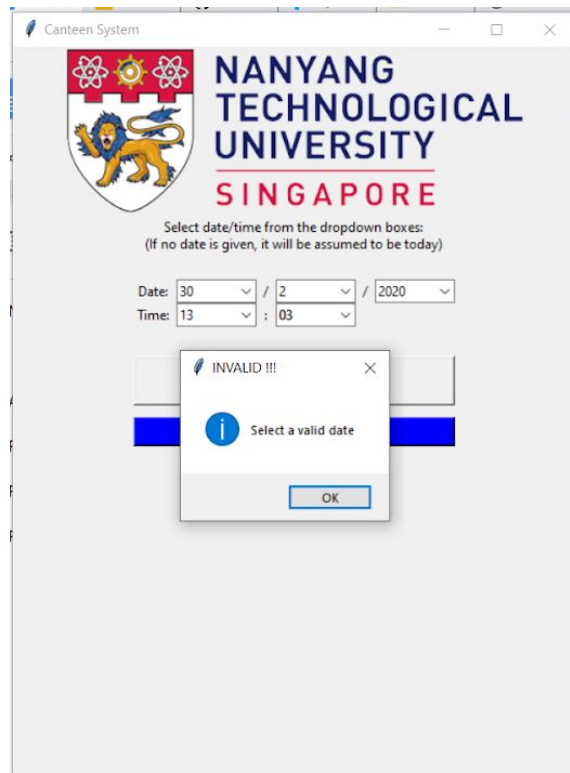 Canteen System
NANYANG
TECHNOLOGICAL
UNIVERSITY
SINGAPORE
Select date/time from the dropdown boxes:
(If no date is given, it will be assumed to be today)
Date: 30 / 2 / 2020
Time: 13 : 03
INVALID !!!
Select a valid date
OK